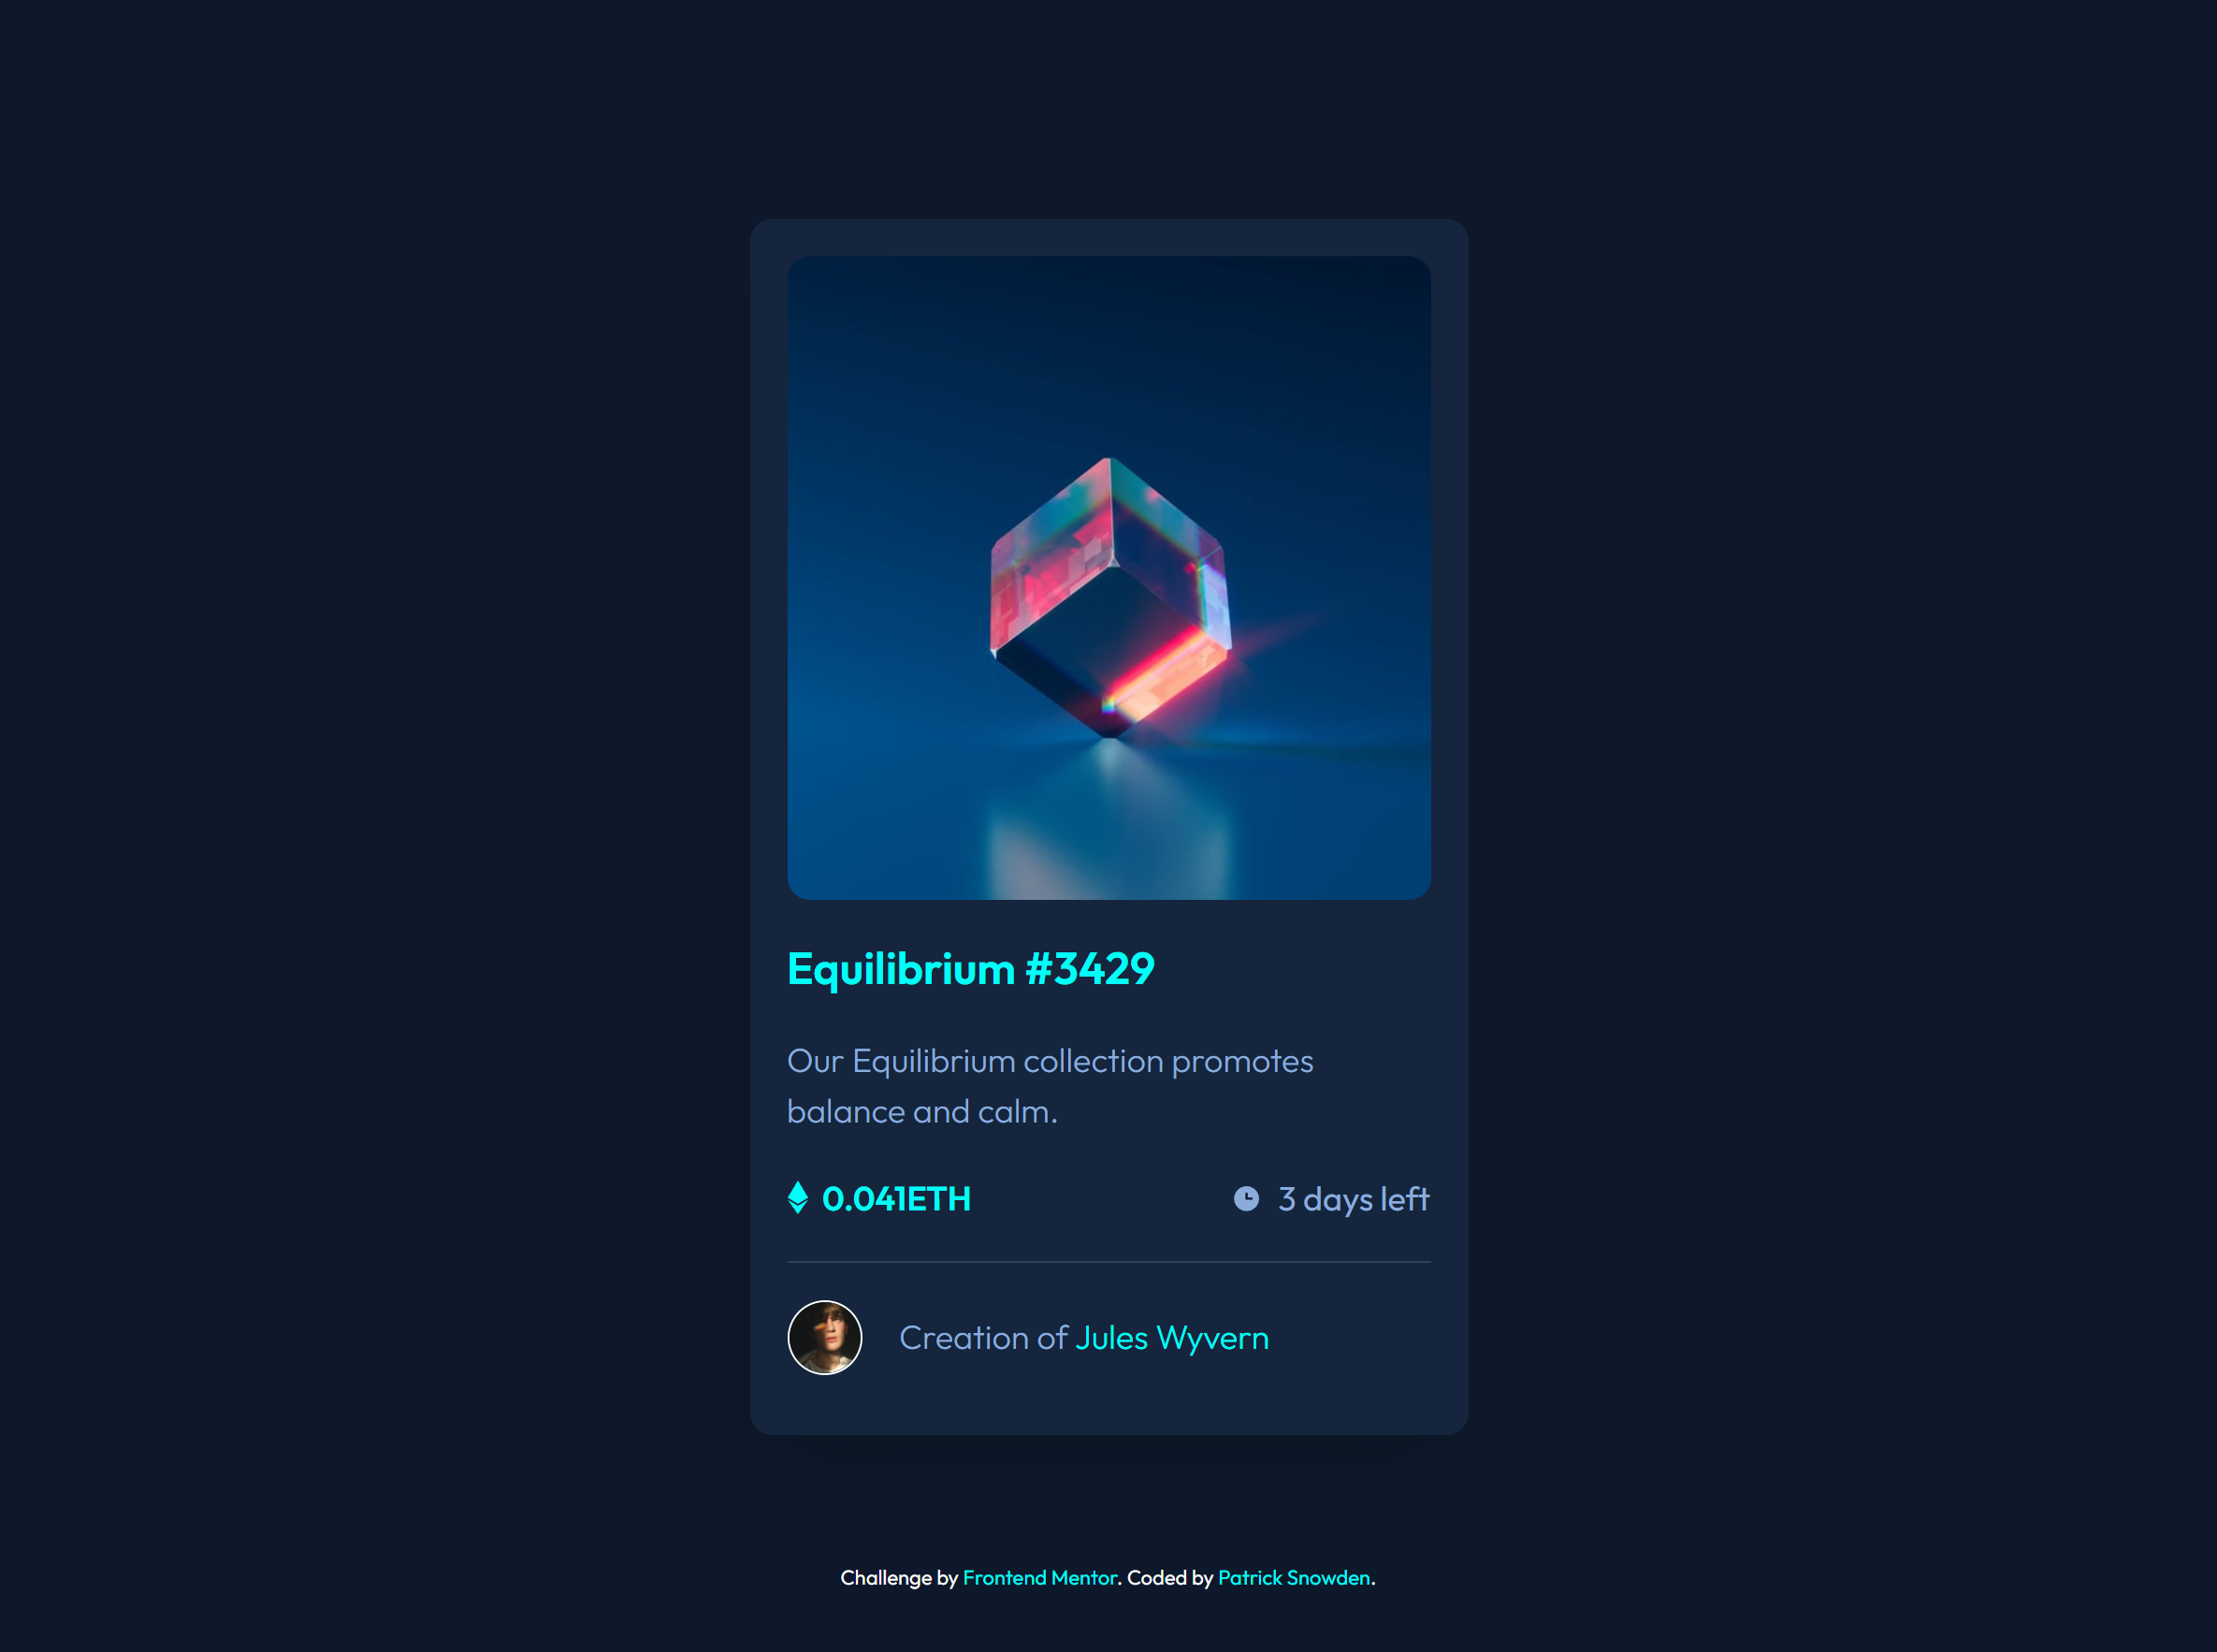 Equilibrium #3429
Our Equilibrium collection promotes
balance and calm.
0.041ETH
3 days left
Creation of Jules Wyvern
Challenge by Frontend Mentor. Coded by Patrick Snowden.